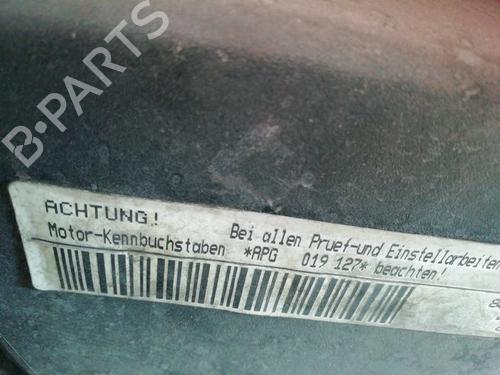 B-PARTS
ACHTUNG! Bei allen Pruef-und Einstellarbeiten
Motor-Kennbuchstaben *APG 019 127* beachten!